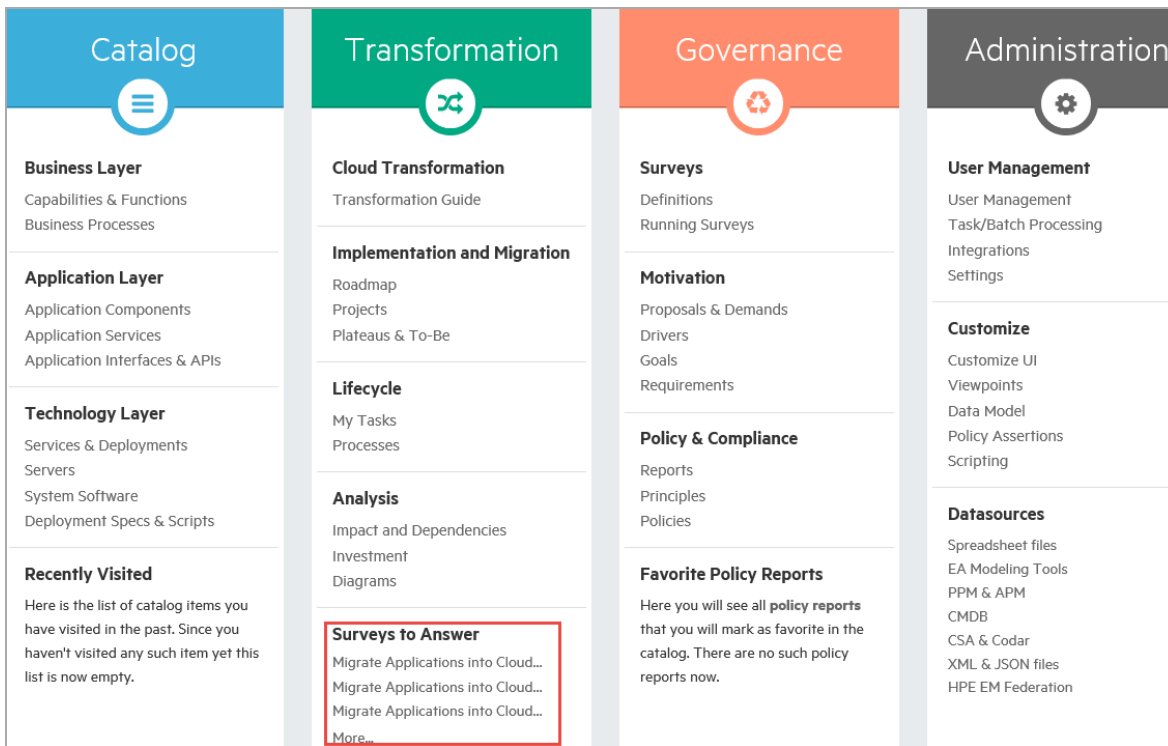 Catalog
Business Layer
Capabilities & Functions
Business Processes
Application Layer
Application Components
Application Services
Application Interfaces & APIs
Technology Layer
Services & Deployments
Servers
System Software
Deployment Specs & Scripts
Recently Visited
Here is the list of catalog items you
have visited in the past. Since you
haven't visited any such item yet this
list is now empty.
Transformation
Cloud Transformation
Transformation Guide
Implementation and Migration
Roadmap
Projects
Plateaus & To-Be
Lifecycle
My Tasks
Processes
Analysis
Impact and Dependencies
Investment
Diagrams
Surveys to Answer
Migrate Applications into Cloud...
Migrate Applications into Cloud...
Migrate Applications into Cloud...
More...
Governance
Surveys
Definitions
Running Surveys
Motivation
Proposals & Demands
Drivers
Goals
Requirements
Policy & Compliance
Reports
Principles
Policies
Favorite Policy Reports
Here you will see all policy reports
that you will mark as favorite in the
catalog. There are no such policy
reports now.
Administration
User Management
User Management
Task/Batch Processing
Integrations
Settings
Customize
Customize UI
Viewpoints
Data Model
Policy Assertions
Scripting
Datasources
Spreadsheet files
EA Modeling Tools
PPM & APM
CMDB
CSA & Codar
XML & JSON files
HPE EM Federation